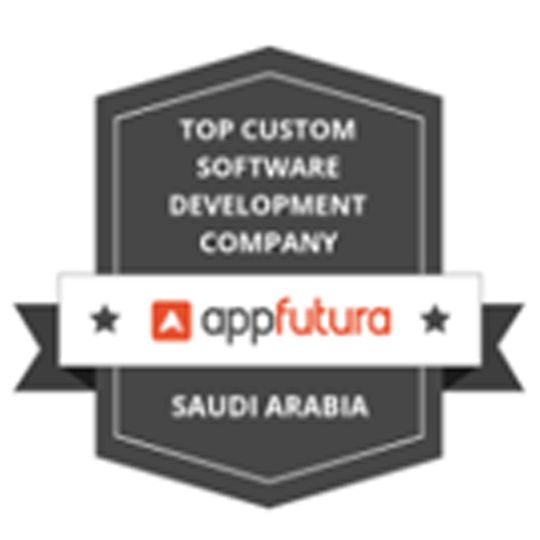 TOP CUSTOM
SOFTWARE
DEVELOPMENT
COMPANY
appfutura
SAUDI ARABIA